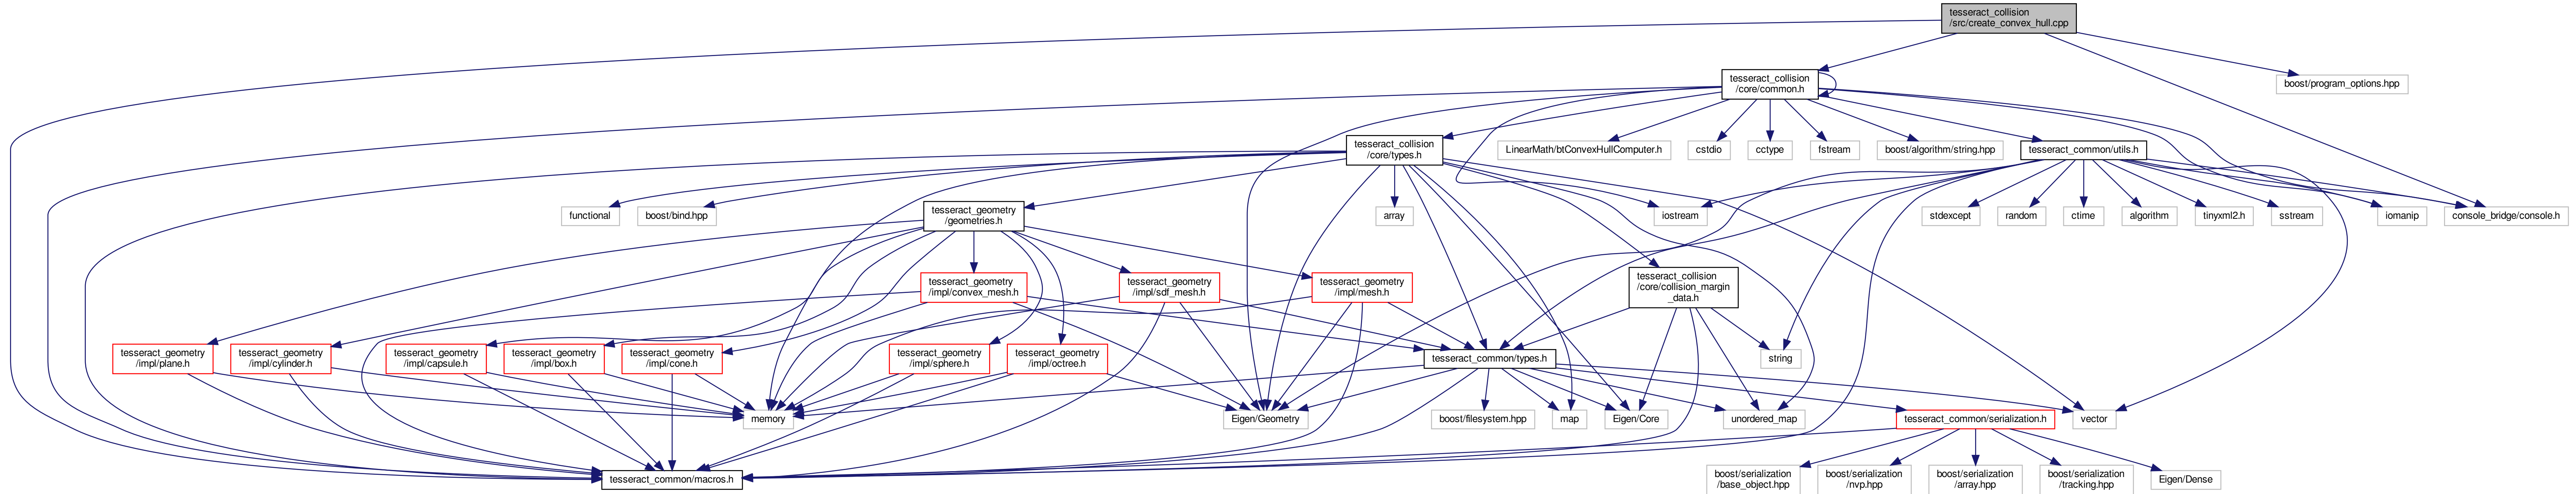 tesseract_collision
/src/create_convex_hull.cpp
tesseract_collision
/core/common.h
boost/program_options.hpp
tesseract_collision
/core/types.h
LinearMath/btConvexHullComputer.h
cstdio
cctype
fstream
boost/algorithm/string.hpp
tesseract_common/utils.h
functional
boost/bind.hpp
tesseract_geometry
/geometries.h
array
iostream
stdexcept
random
ctime
algorithm
tinyxml2.h
sstream
iomanip
console_bridge/console.h
tesseract_geometry
/impl/convex_mesh.h
tesseract_geometry
/impl/sdf_mesh.h
tesseract_geometry
/impl/mesh.h
tesseract_collision
/core/collision_margin
_data.h
tesseract_geometry
/impl/plane.h
tesseract_geometry
/impl/cylinder.h
tesseract_geometry
/impl/capsule.h
tesseract_geometry
/impl/box.h
tesseract_geometry
/impl/cone.h
tesseract_geometry
/impl/sphere.h
tesseract_geometry
/impl/octree.h
tesseract_common/types.h
string
memory
Eigen/Geometry
boost/filesystem.hpp
map
Eigen/Core
unordered_map
tesseract_common/serialization.h
vector
tesseract_common/macros.h
boost/serialization
/base_object.hpp
boost/serialization
/nvp.hpp
boost/serialization
/array.hpp
boost/serialization
/tracking.hpp
Eigen/Dense